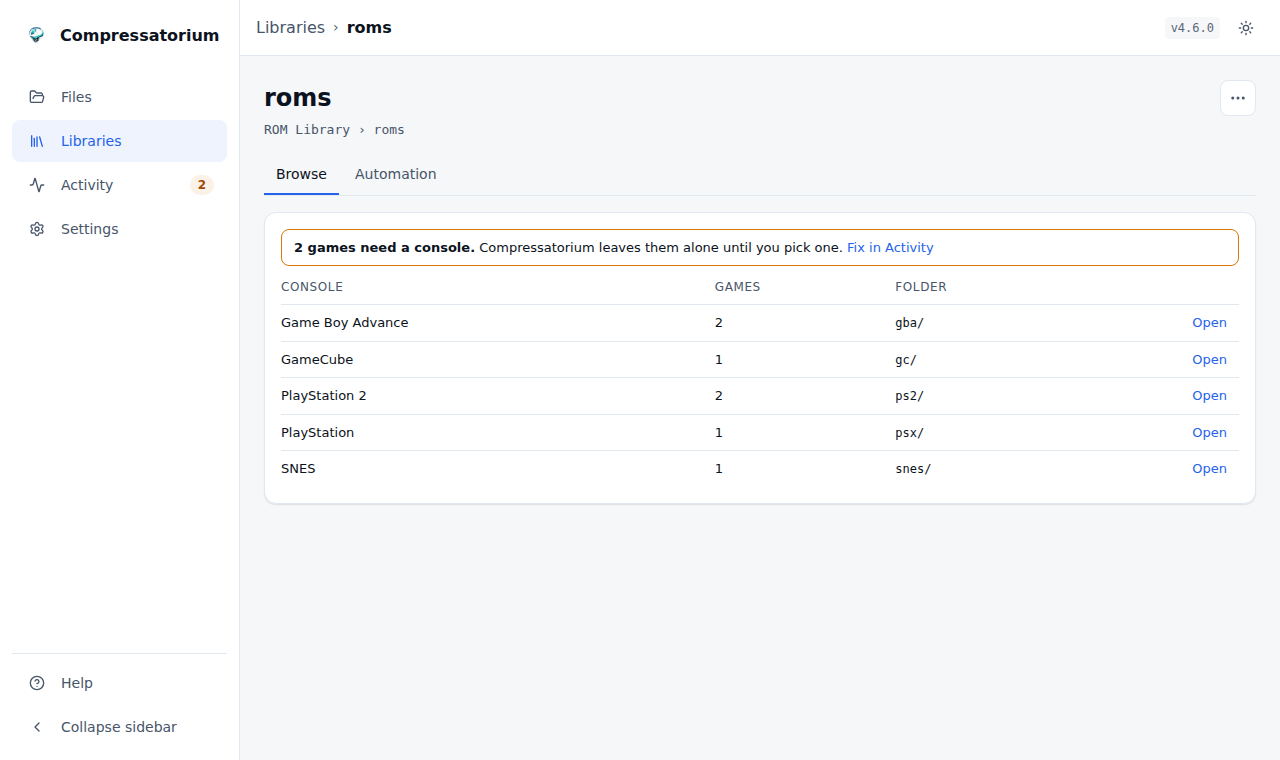 Compressatorium
Files
Libraries
Activity 2
Settings
Help
Collapse sidebar
Libraries › roms
v4.6.0
roms
ROM Library › roms
Browse Automation
2 games need a console. Compressatorium leaves them alone until you pick one. Fix in Activity
CONSOLE GAMES FOLDER
Game Boy Advance 2 gba/ Open
GameCube 1 gc/ Open
PlayStation 2 2 ps2/ Open
PlayStation 1 psx/ Open
SNES 1 snes/ Open